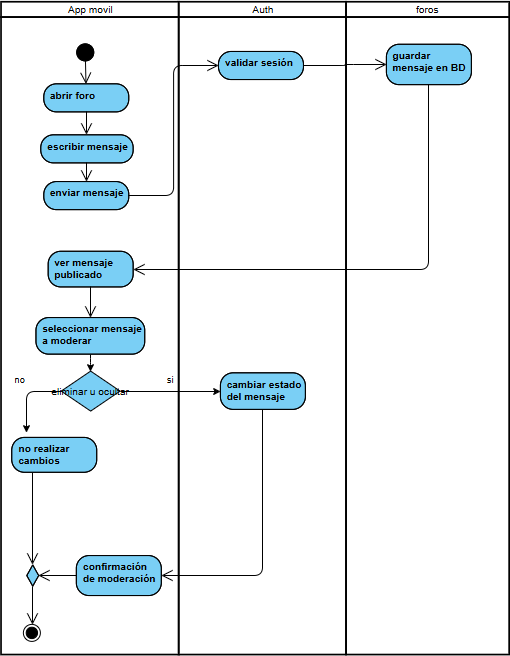 App movil
Auth
foros
abrir foro
escribir mensaje
enviar mensaje
validar sesión
guardar
mensaje en BD
ver mensaje
publicado
seleccionar mensaje
a moderar
no
eliminar u ocultar
si
cambiar estado
del mensaje
no realizar
cambios
confirmación
de moderación